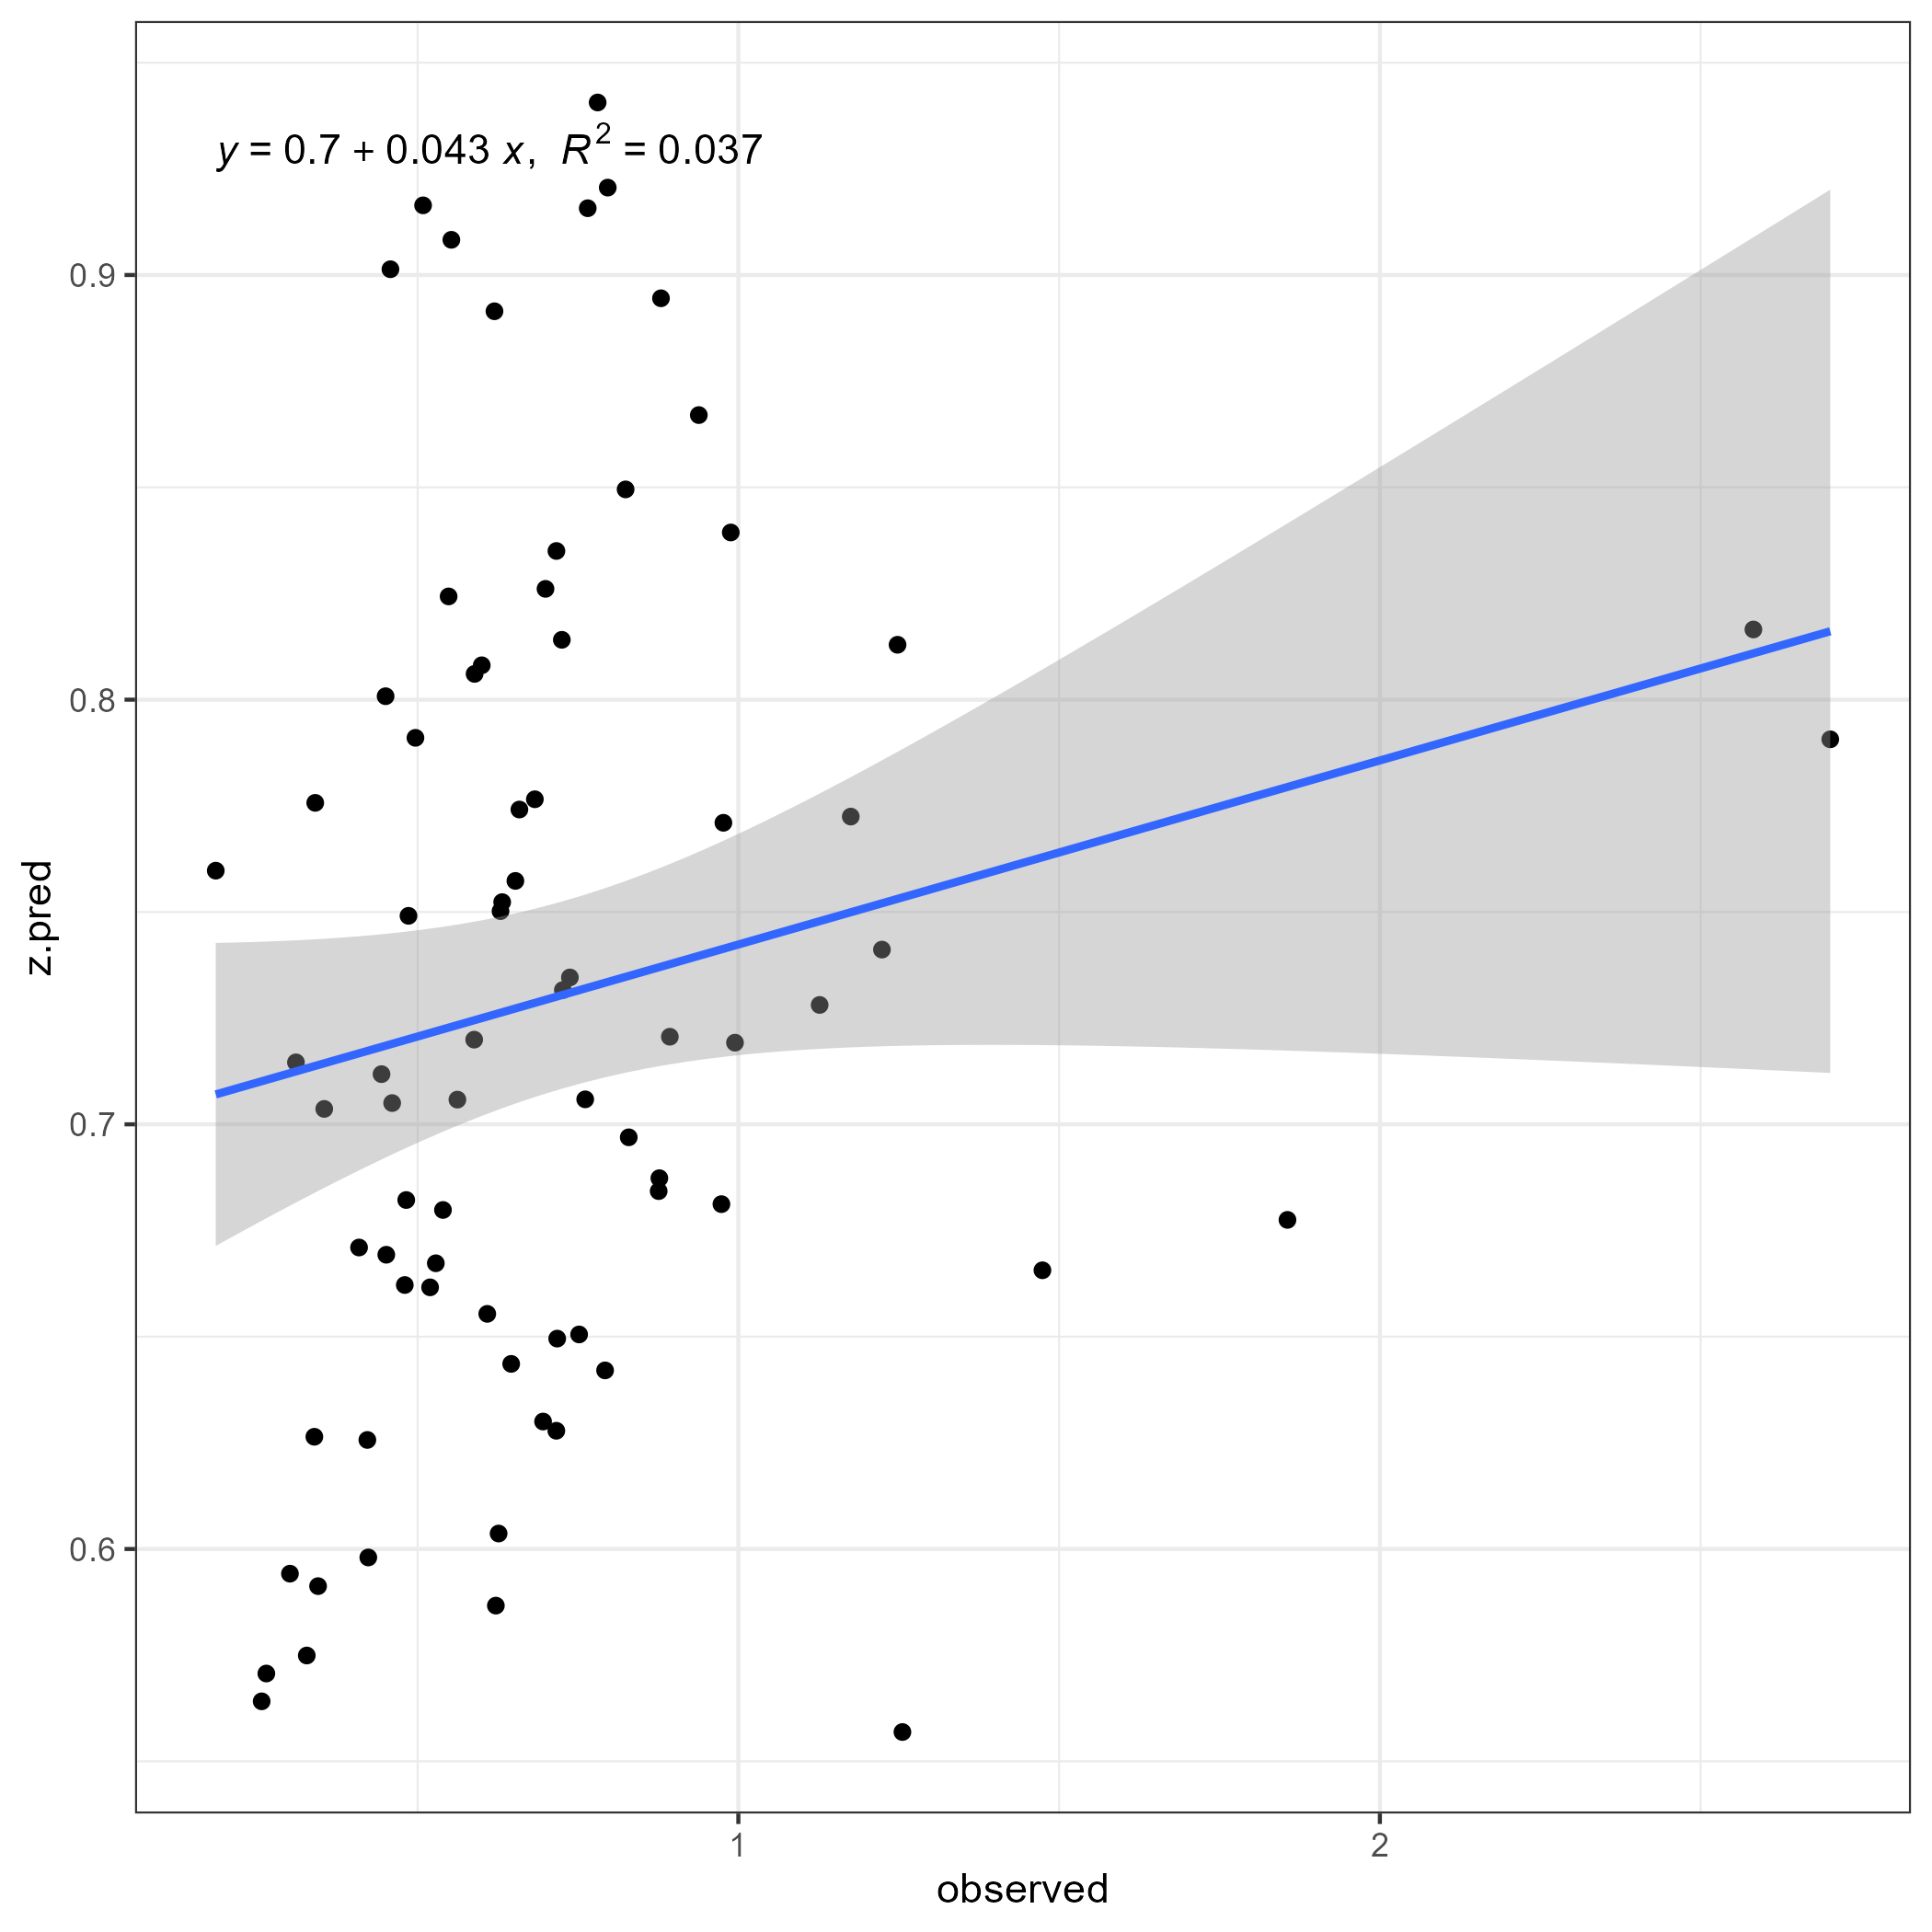 y = 0.7 + 0.043 x, R² = 0.037
0.9
0.8
0.7
0.6
z.pred
1 2
observed